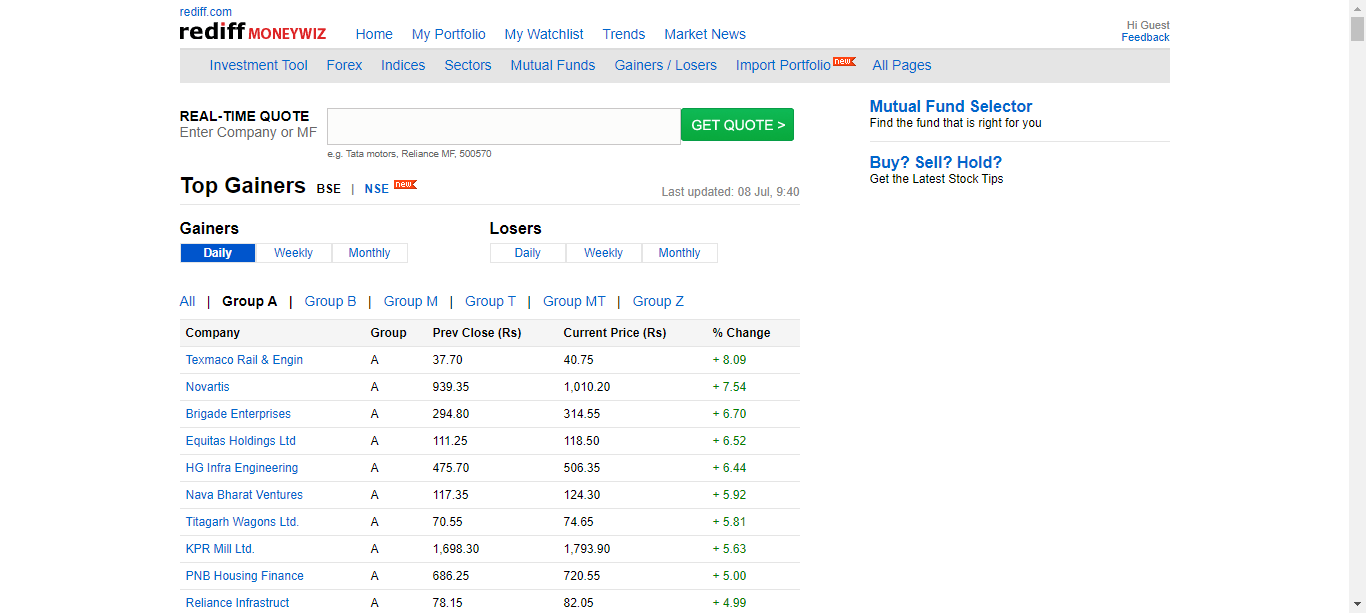 rediff.com
rediff MONEYWIZ Home My Portfolio My Watchlist Trends Market News
Hi Guest
Feedback
Investment Tool Forex Indices Sectors Mutual Funds Gainers / Losers Import Portfolio new All Pages
REAL-TIME QUOTE
Enter Company or MF
GET QUOTE >
e.g. Tata motors, Reliance MF, 500570
Mutual Fund Selector
Find the fund that is right for you
Buy? Sell? Hold?
Get the Latest Stock Tips
Top Gainers BSE | NSE new
Last updated: 08 Jul, 9:40
Gainers
Daily Weekly Monthly
Losers
Daily Weekly Monthly
All | Group A | Group B | Group M | Group T | Group MT | Group Z
Company Group Prev Close (Rs) Current Price (Rs) % Change
Texmaco Rail & Engin A 37.70 40.75 + 8.09
Novartis A 939.35 1,010.20 + 7.54
Brigade Enterprises A 294.80 314.55 + 6.70
Equitas Holdings Ltd A 111.25 118.50 + 6.52
HG Infra Engineering A 475.70 506.35 + 6.44
Nava Bharat Ventures A 117.35 124.30 + 5.92
Titagarh Wagons Ltd. A 70.55 74.65 + 5.81
KPR Mill Ltd. A 1,698.30 1,793.90 + 5.63
PNB Housing Finance A 686.25 720.55 + 5.00
Reliance Infrastruct A 78.15 82.05 + 4.99